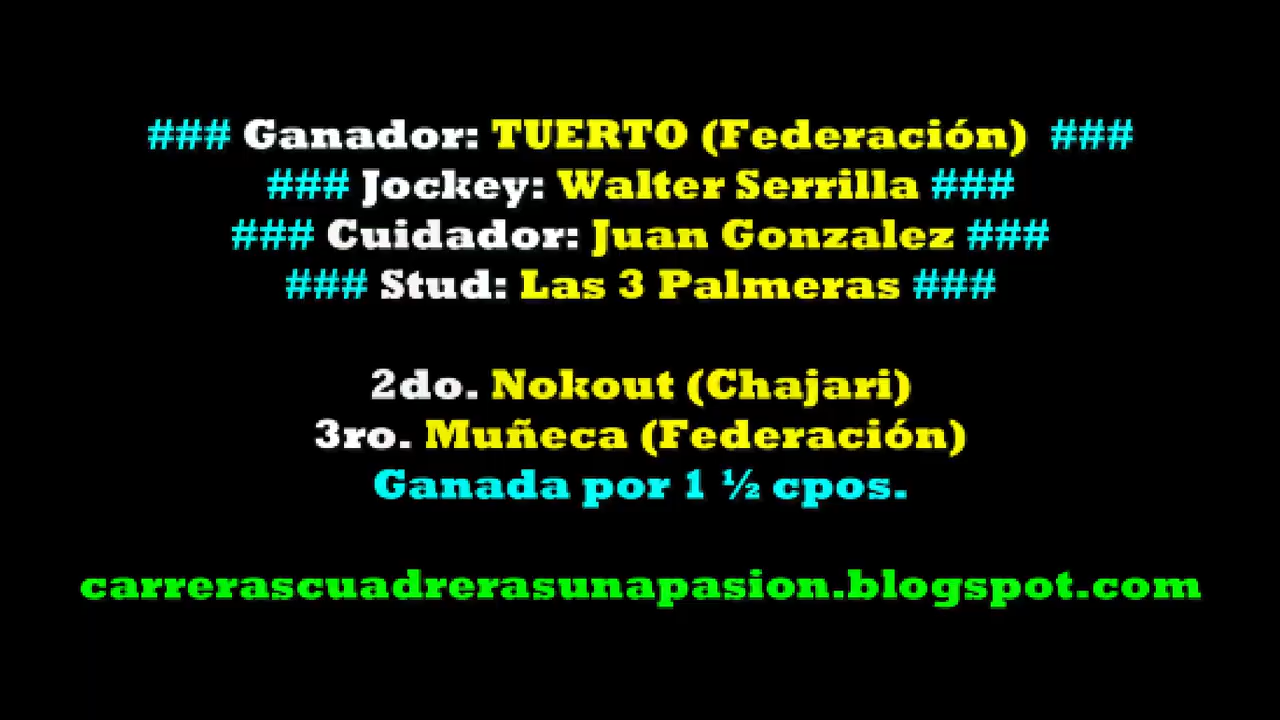 ### Ganador: TUERTO (Federación) ###
### Jockey: Walter Serrilla ###
### Cuidador: Juan Gonzalez ###
### Stud: Las 3 Palmeras ###
2do. Nokout (Chajari)
3ro. Muñeca (Federación)
Ganada por 1 ½ cpos.
carrerascuadrerasunapasion.blogspot.com